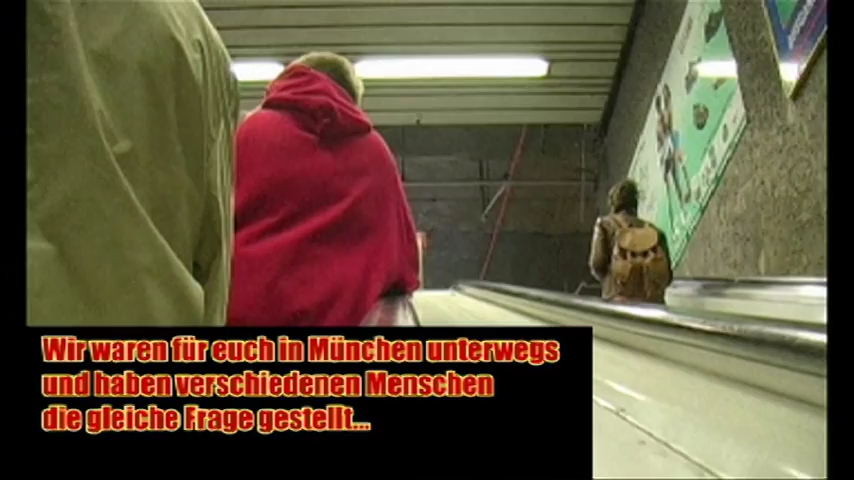 Wir waren für euch in München unterwegs
und haben verschiedenen Menschen
die gleiche Frage gestellt...